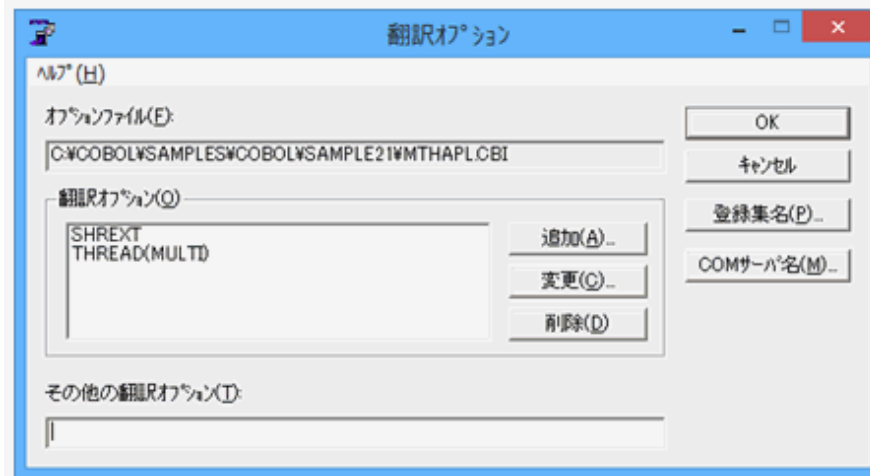 翻訳ｵﾌﾟｼｮﾝ
ﾍﾙﾌﾟ(H)
ｵﾌﾟｼｮﾝﾌｧｲﾙ(F):
C:¥COBOL¥SAMPLES¥COBOL¥SAMPLE21¥MTHAPL.CBI
翻訳ｵﾌﾟｼｮﾝ(O)
SHREXT
THREAD(MULTI)
追加(A)...
変更(C)...
削除(D)
その他の翻訳ｵﾌﾟｼｮﾝ(T):
OK
ｷｬﾝｾﾙ
登録集名(P)...
COMｻｰﾊﾞ名(M)...